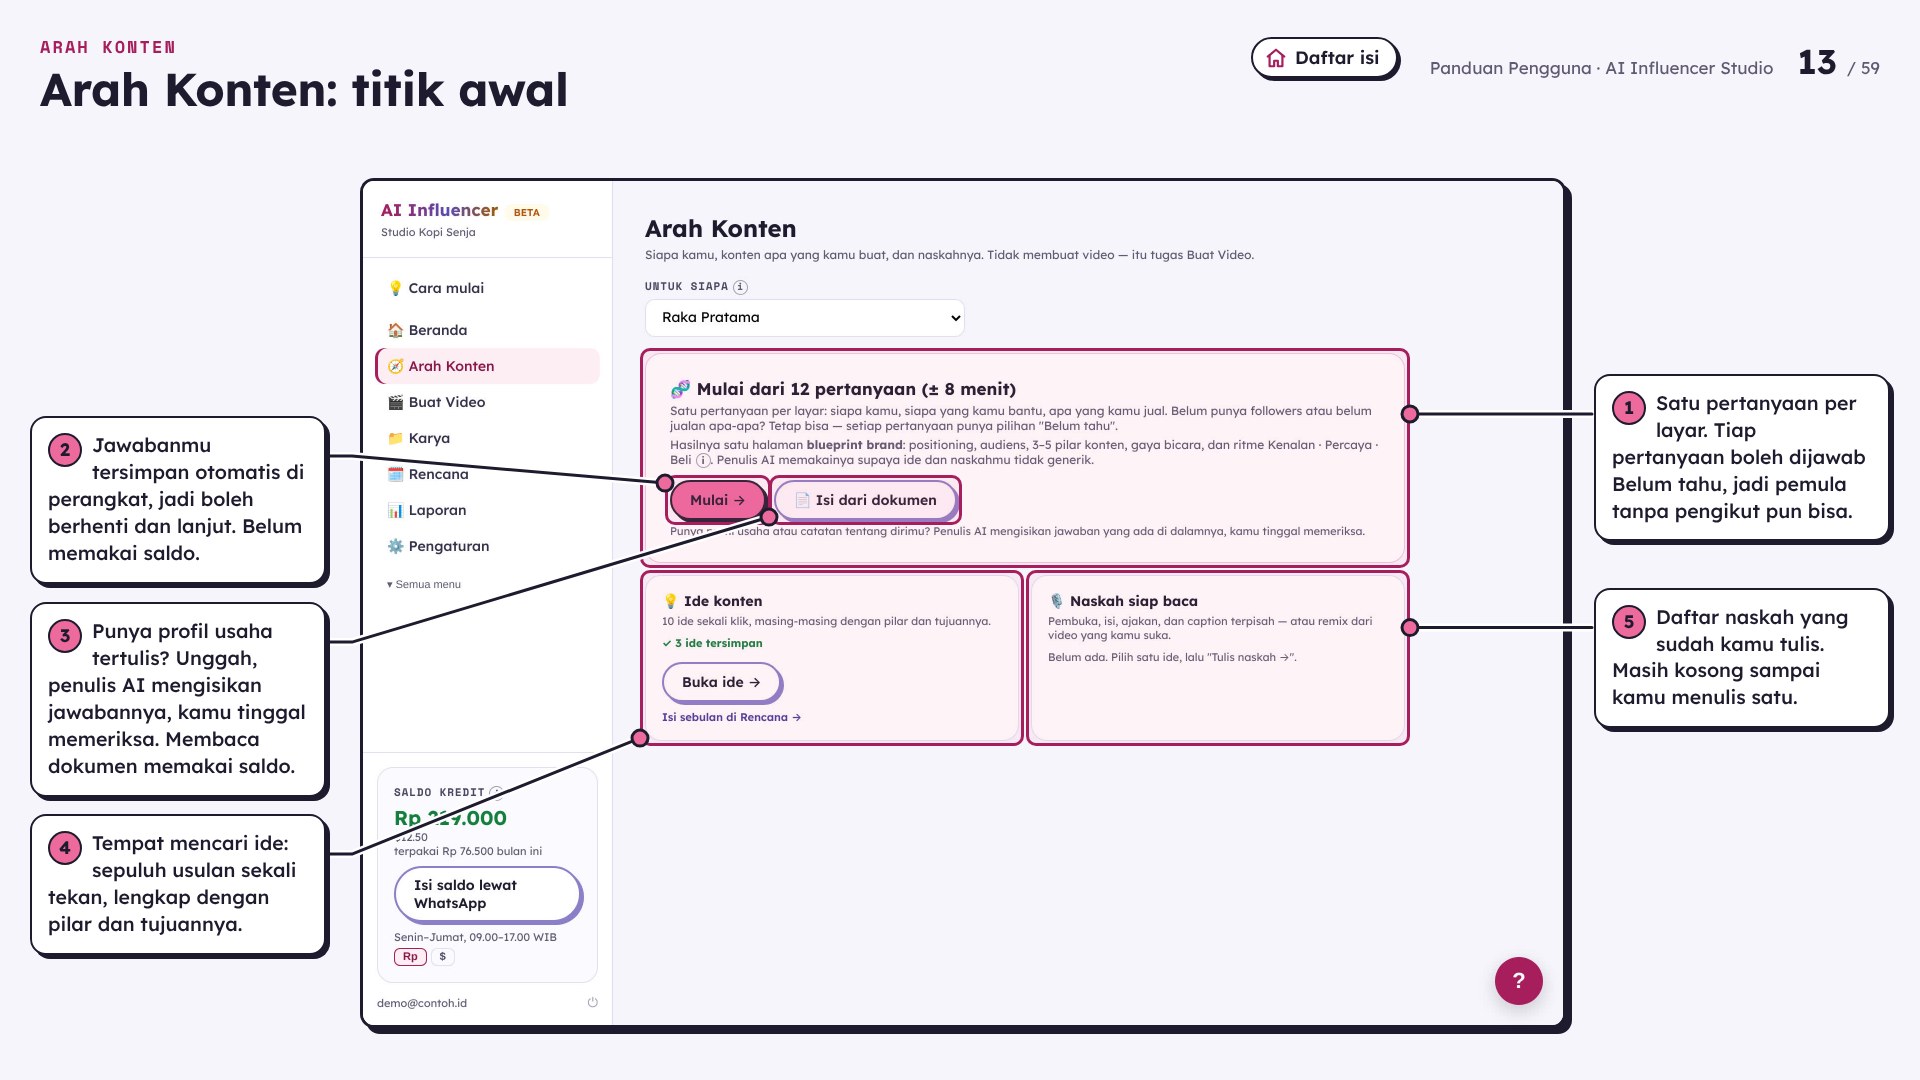 ARAH KONTEN
Arah Konten: titik awal
Daftar isi
Panduan Pengguna · AI Influencer Studio
13 / 59
2 Jawabanmu
tersimpan otomatis di
perangkat, jadi boleh
berhenti dan lanjut. Belum
memakai saldo.
3 Punya profil usaha
tertulis? Unggah,
penulis AI mengisikan
jawabannya, kamu tinggal
memeriksa. Membaca
dokumen memakai saldo.
4 Tempat mencari ide:
sepuluh usulan sekali
tekan, lengkap dengan
pilar dan tujuannya.
AI Influencer BETA
Studio Kopi Senja
Cara mulai
Beranda
Arah Konten
Buat Video
Karya
Rencana
Laporan
Pengaturan
▾ Semua menu
SALDO KREDIT
Rp 000
12.50
terpakai Rp 76.500 bulan ini
Isi saldo lewat
WhatsApp
Senin–Jumat, 09.00–17.00 WIB
Rp $
demo@contoh.id
Arah Konten
Siapa kamu, konten apa yang kamu buat, dan naskahnya. Tidak membuat video — itu tugas Buat Video.
UNTUK SIAPA i
Raka Pratama
Mulai dari 12 pertanyaan (± 8 menit)
Satu pertanyaan per layar: siapa kamu, siapa yang kamu bantu, apa yang kamu jual. Belum punya followers atau belum
jualan apa-apa? Tetap bisa — setiap pertanyaan punya pilihan "Belum tahu".
Hasilnya satu halaman blueprint brand: positioning, audiens, 3–5 pilar konten, gaya bicara, dan ritme Kenalan · Percaya ·
Beli i. Penulis AI memakainya supaya ide dan naskahmu tidak generik.
Mulai →
Isi dari dokumen
Punya usaha atau catatan tentang dirimu? Penulis AI mengisikan jawaban yang ada di dalamnya, kamu tinggal memeriksa.
Ide konten
10 ide sekali klik, masing-masing dengan pilar dan tujuannya.
✓ 3 ide tersimpan
Buka ide →
Isi sebulan di Rencana →
Naskah siap baca
Pembuka, isi, ajakan, dan caption terpisah — atau remix dari
video yang kamu suka.
Belum ada. Pilih satu ide, lalu "Tulis naskah →".
?
1 Satu pertanyaan per
layar. Tiap
pertanyaan boleh dijawab
Belum tahu, jadi pemula
tanpa pengikut pun bisa.
5 Daftar naskah yang
sudah kamu tulis.
Masih kosong sampai
kamu menulis satu.